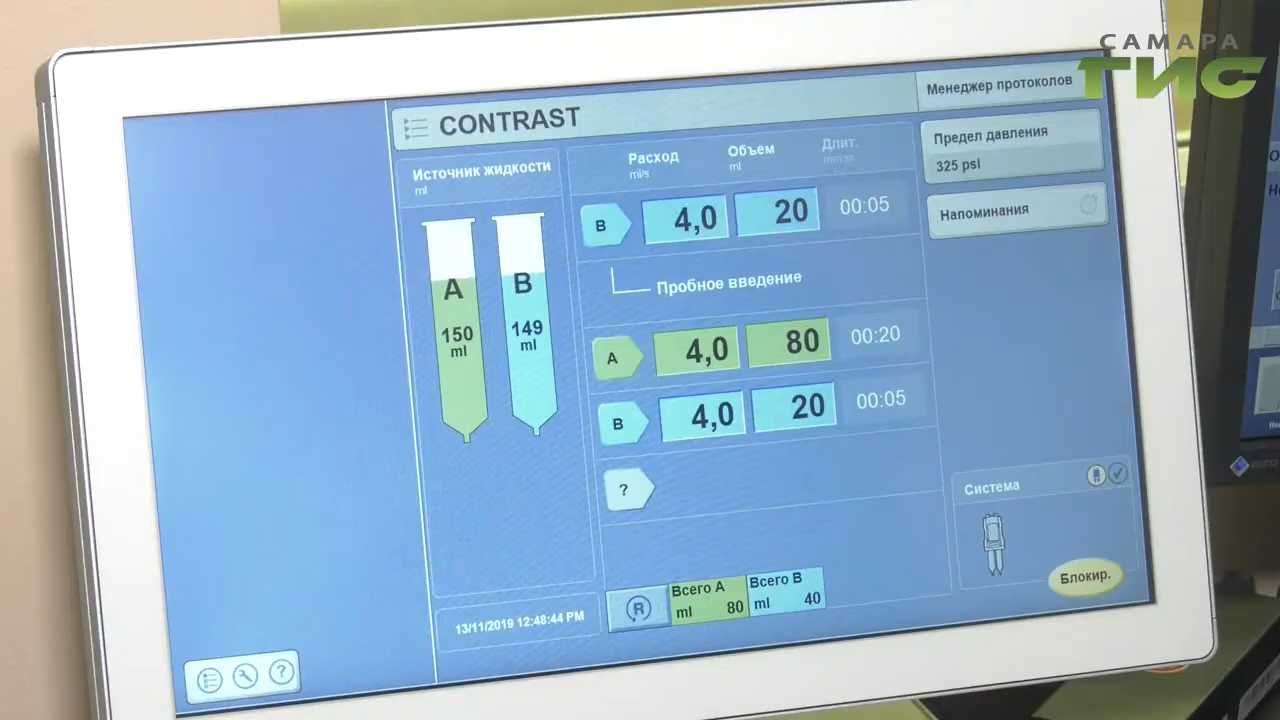 САМАРА
ГИС
CONTRAST
Менеджер протоколов
Источник жидкости
ml
A
150
ml
B
149
ml
Расход
ml/s
Объем
ml
Длит.
mm:ss
B 4,0 20 00:05
Пробное введение
A 4,0 80 00:20
B 4,0 20 00:05
?
Предел давления
325 psi
Напоминания
Система
Блокир.
R
Всего A
ml 80
Всего B
ml 40
13/11/2019 12:48:44 PM
?